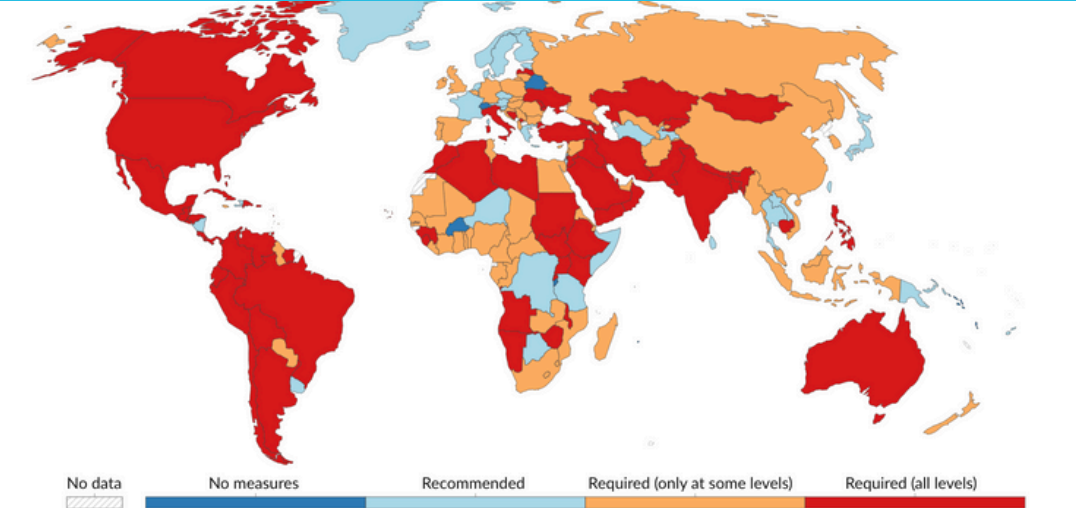 No data
No measures
Recommended
Required (only at some levels)
Required (all levels)